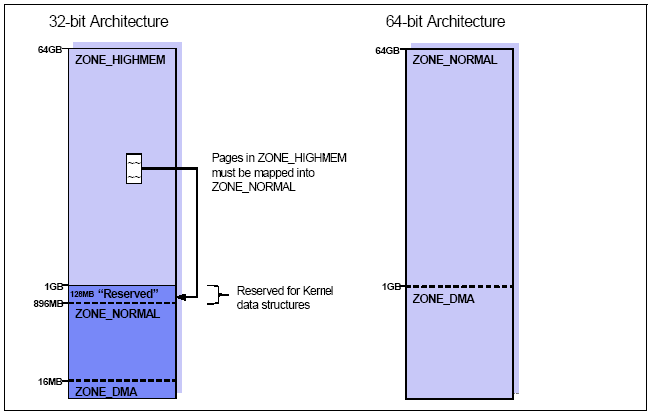 32-bit Architecture
64-bit Architecture
64GB
ZONE_HIGHMEM
Pages in ZONE_HIGHMEM
must be mapped into
ZONE_NORMAL
1GB
128MB "Reserved"
896MB
ZONE_NORMAL
Reserved for Kernel
data structures
16MB
ZONE_DMA
64GB
ZONE_NORMAL
1GB
ZONE_DMA